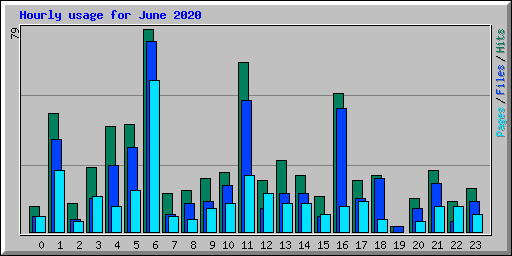 Hourly usage for June 2020
79
Pages / Files / Hits
0 1 2 3 4 5 6 7 8 9 10 11 12 13 14 15 16 17 18 19 20 21 22 23